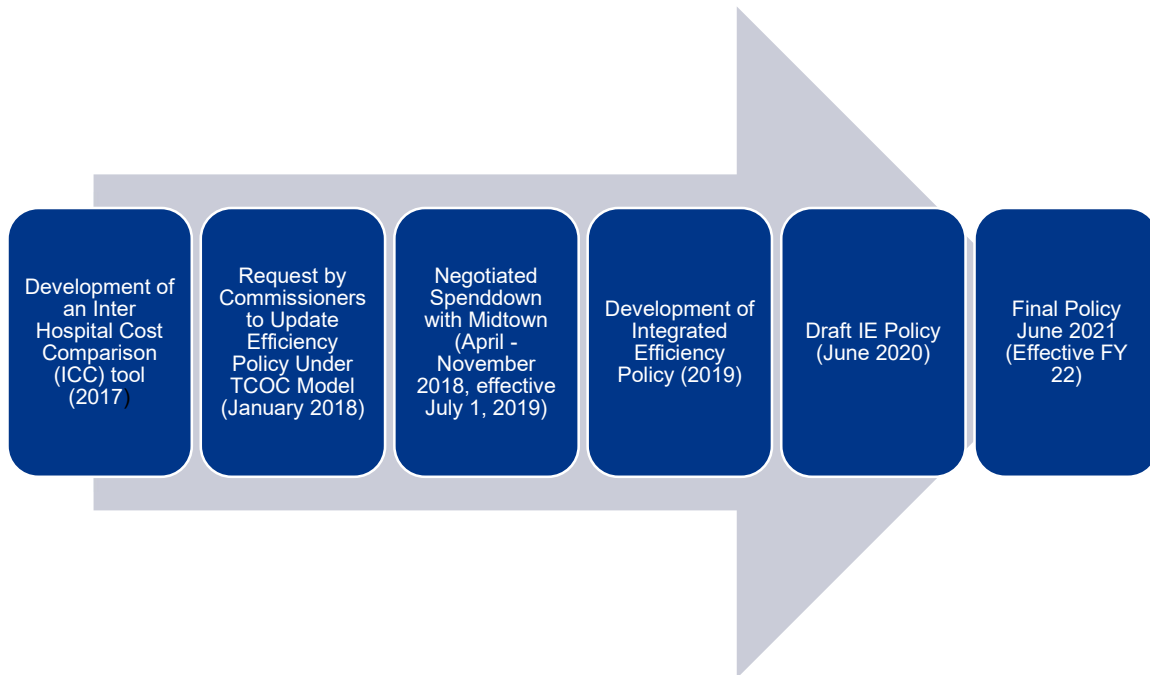 Development of
an Inter
Hospital Cost
Comparison
(ICC) tool
(2017)
Request by
Commissioners
to Update
Efficiency
Policy Under
TCOC Model
(January 2018)
Negotiated
Spenddown
with Midtown
(April -
November
2018, effective
July 1, 2019)
Development of
Integrated
Efficiency
Policy (2019)
Draft IE Policy
(June 2020)
Final Policy
June 2021
(Effective FY
22)